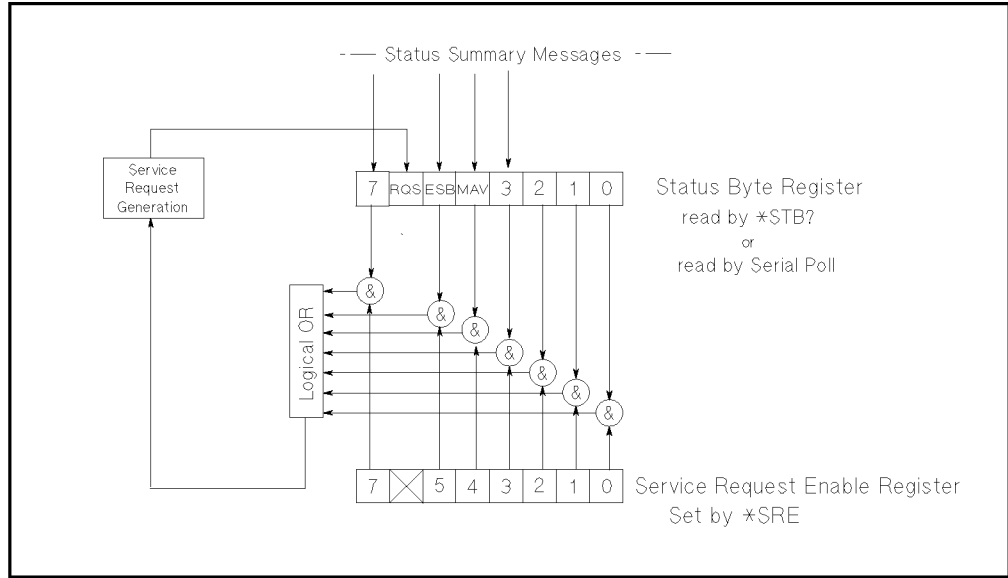 Status Summary Messages
Service
Request
Generation
7 RQS ESB MAV 3 2 1 0
Status Byte Register
read by *STB?
or
read by Serial Poll
Logical OR
&
&
&
&
&
&
&
7 5 4 3 2 1 0
Service Request Enable Register
Set by *SRE